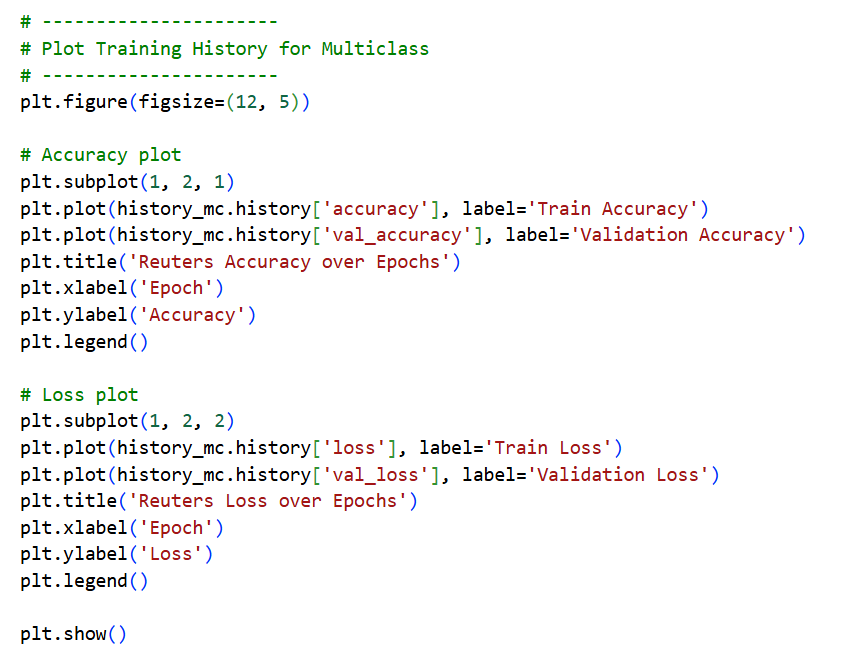 # ----------------------
# Plot Training History for Multiclass
# ----------------------
plt.figure(figsize=(12, 5))

# Accuracy plot
plt.subplot(1, 2, 1)
plt.plot(history_mc.history['accuracy'], label='Train Accuracy')
plt.plot(history_mc.history['val_accuracy'], label='Validation Accuracy')
plt.title('Reuters Accuracy over Epochs')
plt.xlabel('Epoch')
plt.ylabel('Accuracy')
plt.legend()

# Loss plot
plt.subplot(1, 2, 2)
plt.plot(history_mc.history['loss'], label='Train Loss')
plt.plot(history_mc.history['val_loss'], label='Validation Loss')
plt.title('Reuters Loss over Epochs')
plt.xlabel('Epoch')
plt.ylabel('Loss')
plt.legend()

plt.show()